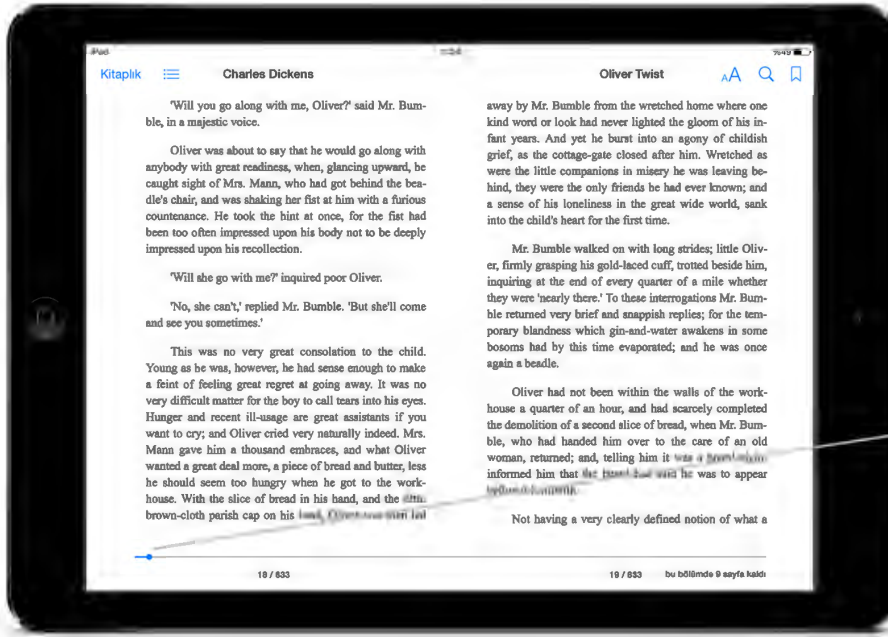 iPad
%49
Kitaplık
Charles Dickens
Oliver Twist
AA
'Will you go along with me, Oliver?' said Mr. Bum-
ble, in a majestic voice.
Oliver was about to say that he would go along with
anybody with great readiness, when, glancing upward, he
caught sight of Mrs. Mann, who had got behind the bea-
dle's chair, and was shaking her fist at him with a furious
countenance. He took the hint at once, for the fist had
been too often impressed upon his body not to be deeply
impressed upon his recollection.
'Will she go with me?' inquired poor Oliver.
'No, she can't,' replied Mr. Bumble. 'But she'll come
and see you sometimes.'
This was no very great consolation to the child.
Young as he was, however, he had sense enough to make
a feint of feeling great regret at going away. It was no
very difficult matter for the boy to call tears into his eyes.
Hunger and recent ill-usage are great assistants if you
want to cry; and Oliver cried very naturally indeed. Mrs.
Mann gave him a thousand embraces, and what Oliver
wanted a great deal more, a piece of bread and butter, less
he should seem too hungry when he got to the work-
house. With the slice of bread in his hand, and the
brown-cloth parish cap on his
18 / 633
away by Mr. Bumble from the wretched home where one
kind word or look had never lighted the gloom of his in-
fant years. And yet he burst into an agony of childish
grief, as the cottage-gate closed after him. Wretched as
were the little companions in misery he was leaving be-
hind, they were the only friends he had ever known; and
a sense of his loneliness in the great wide world, sank
into the child's heart for the first time.
Mr. Bumble walked on with long strides; little Oliv-
er, firmly grasping his gold-laced cuff, trotted beside him,
inquiring at the end of every quarter of a mile whether
they were 'nearly there.' To these interrogations Mr. Bum-
ble returned very brief and snappish replies; for the tem-
porary blandness which gin-and-water awakens in some
bosoms had by this time evaporated; and he was once
again a beadle.
Oliver had not been within the walls of the work-
house a quarter of an hour, and had scarcely completed
the demolition of a second slice of bread, when Mr. Bum-
ble, who had handed him over to the care of an old
woman, returned; and, telling him it was a
informed him that the board had said he was to appear
Not having a very clearly defined notion of what a
19 / 633
bu bölümde 9 sayfa kaldı